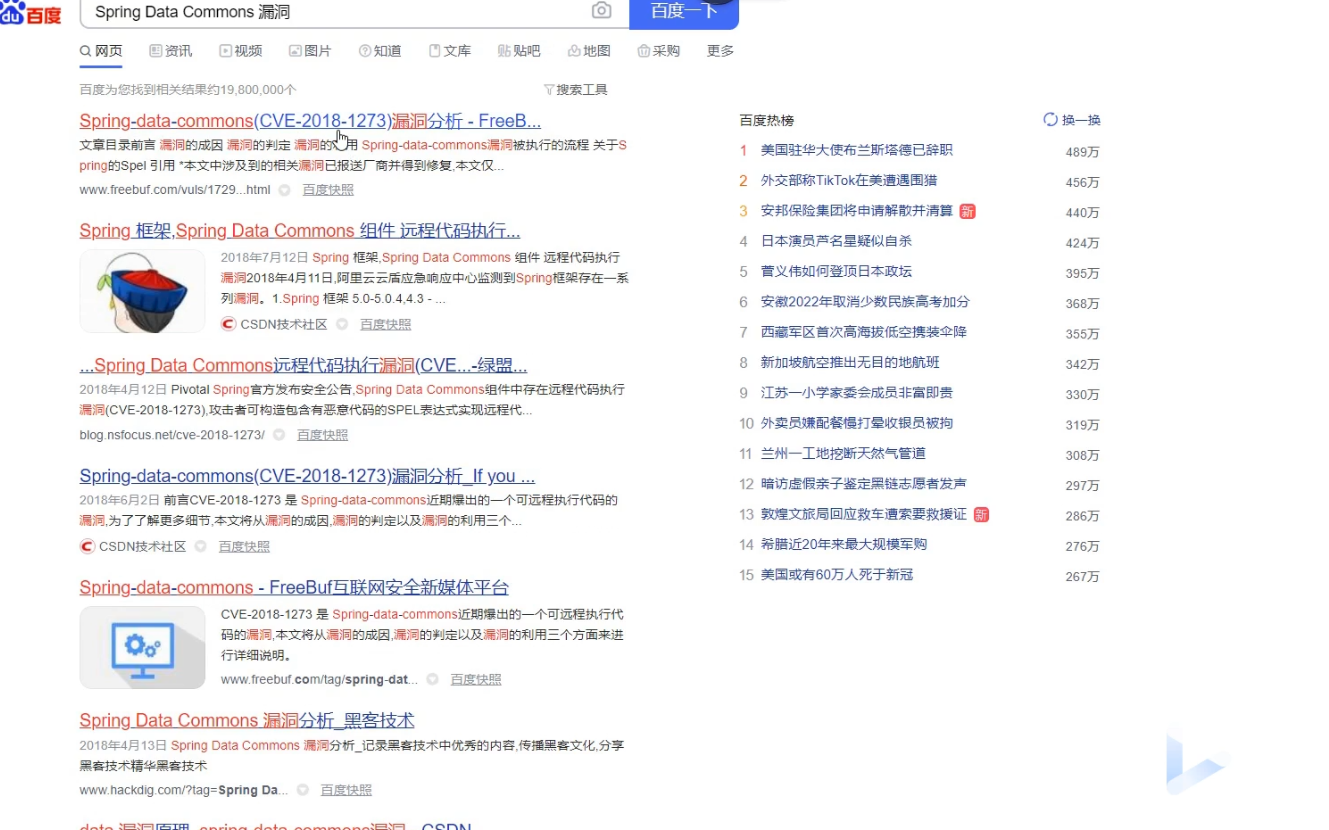 du 百度
Spring Data Commons 漏洞
百度一下
网页 资讯 视频 图片 知道 文库 贴吧 地图 采购 更多
百度为您找到相关结果约19,800,000个
搜索工具
Spring-data-commons(CVE-2018-1273)漏洞分析 - FreeB...
文章目录前言 漏洞的成因 漏洞的判定 漏洞的 用 Spring-data-commons漏洞被执行的流程 关于S
pring的Spel 引用 *本文中涉及到的相关漏洞已报送厂商并得到修复,本文仅...
www.freebuf.com/vuls/1729...html 百度快照
Spring 框架,Spring Data Commons 组件 远程代码执行...
2018年7月12日 Spring 框架,Spring Data Commons 组件 远程代码执行
漏洞2018年4月11日,阿里云云盾应急响应中心监测到Spring框架存在一系
列漏洞。1.Spring 框架 5.0-5.0.4,4.3 - ...
CSDN技术社区 百度快照
...Spring Data Commons远程代码执行漏洞(CVE...-绿盟...
2018年4月12日 Pivotal Spring官方发布安全公告,Spring Data Commons组件中存在远程代码执行
漏洞(CVE-2018-1273),攻击者可构造包含有恶意代码的SPEL表达式实现远程代...
blog.nsfocus.net/cve-2018-1273/ 百度快照
Spring-data-commons(CVE-2018-1273)漏洞分析_If you ...
2018年6月2日 前言CVE-2018-1273 是 Spring-data-commons近期爆出的一个可远程执行代码的
漏洞,为了了解更多细节,本文将从漏洞的成因,漏洞的判定以及漏洞的利用三个...
CSDN技术社区 百度快照
Spring-data-commons - FreeBuf互联网安全新媒体平台
CVE-2018-1273 是 Spring-data-commons近期爆出的一个可远程执行代
码的漏洞,本文将从漏洞的成因,漏洞的判定以及漏洞的利用三个方面来进
行详细说明。
www.freebuf.com/tag/spring-dat... 百度快照
Spring Data Commons 漏洞分析_黑客技术
2018年4月13日 Spring Data Commons 漏洞分析_记录黑客技术中优秀的内容,传播黑客文化,分享
黑客技术精华黑客技术
www.hackdig.com/?tag=Spring Da... 百度快照
data 漏洞原理_spring-data-commons漏洞 - CSDN
百度热榜 换一换
1 美国驻华大使布兰斯塔德已辞职 489万
2 外交部称TikTok在美遭遇围猎 456万
3 安邦保险集团将申请解散并清算 新 440万
4 日本演员芦名星疑似自杀 424万
5 菅义伟如何登顶日本政坛 395万
6 安徽2022年取消少数民族高考加分 368万
7 西藏军区首次高海拔低空携装伞降 355万
8 新加坡航空推出无目的地航班 342万
9 江苏一小学家委会成员非富即贵 330万
10 外卖员嫌配餐慢打晕收银员被拘 319万
11 兰州一工地挖断天然气管道 308万
12 暗访虚假亲子鉴定黑链志愿者发声 297万
13 敦煌文旅局回应救车遭索要救援证 新 286万
14 希腊近20年来最大规模军购 276万
15 美国或有60万人死于新冠 267万